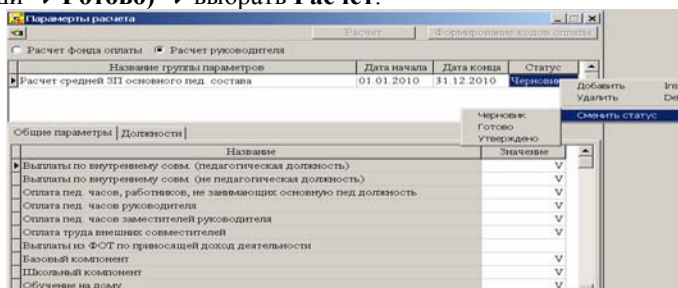 и → Готово) → выбрать Расчет.
Параметры расчета
Расчет Формирование кодов оплаты
Расчет фонда оплаты Расчет руководителя
Название группы параметров Дата начала Дата конца Статус
Расчет средней ЗП основного пед. состава 01.01.2010 31.12.2010 Черновик
Добавить Ins
Удалить Del
Сменить статус
Черновик
Готово
Утверждено
Общие параметры Должности
Название Значение
Выплаты по внутреннему совм. (педагогическая должность) V
Выплаты по внутреннему совм. (не педагогическая должность) V
Оплата пед. часов, работников, не занимающих основную пед должность V
Оплата пед. часов руководителя V
Оплата пед. часов заместителей руководителя V
Оплата труда внешних совместителей V
Выплаты из ФОТ по приносящей доход деятельности
Базовый компонент V
Школьный компонент V
Обучение на дому V